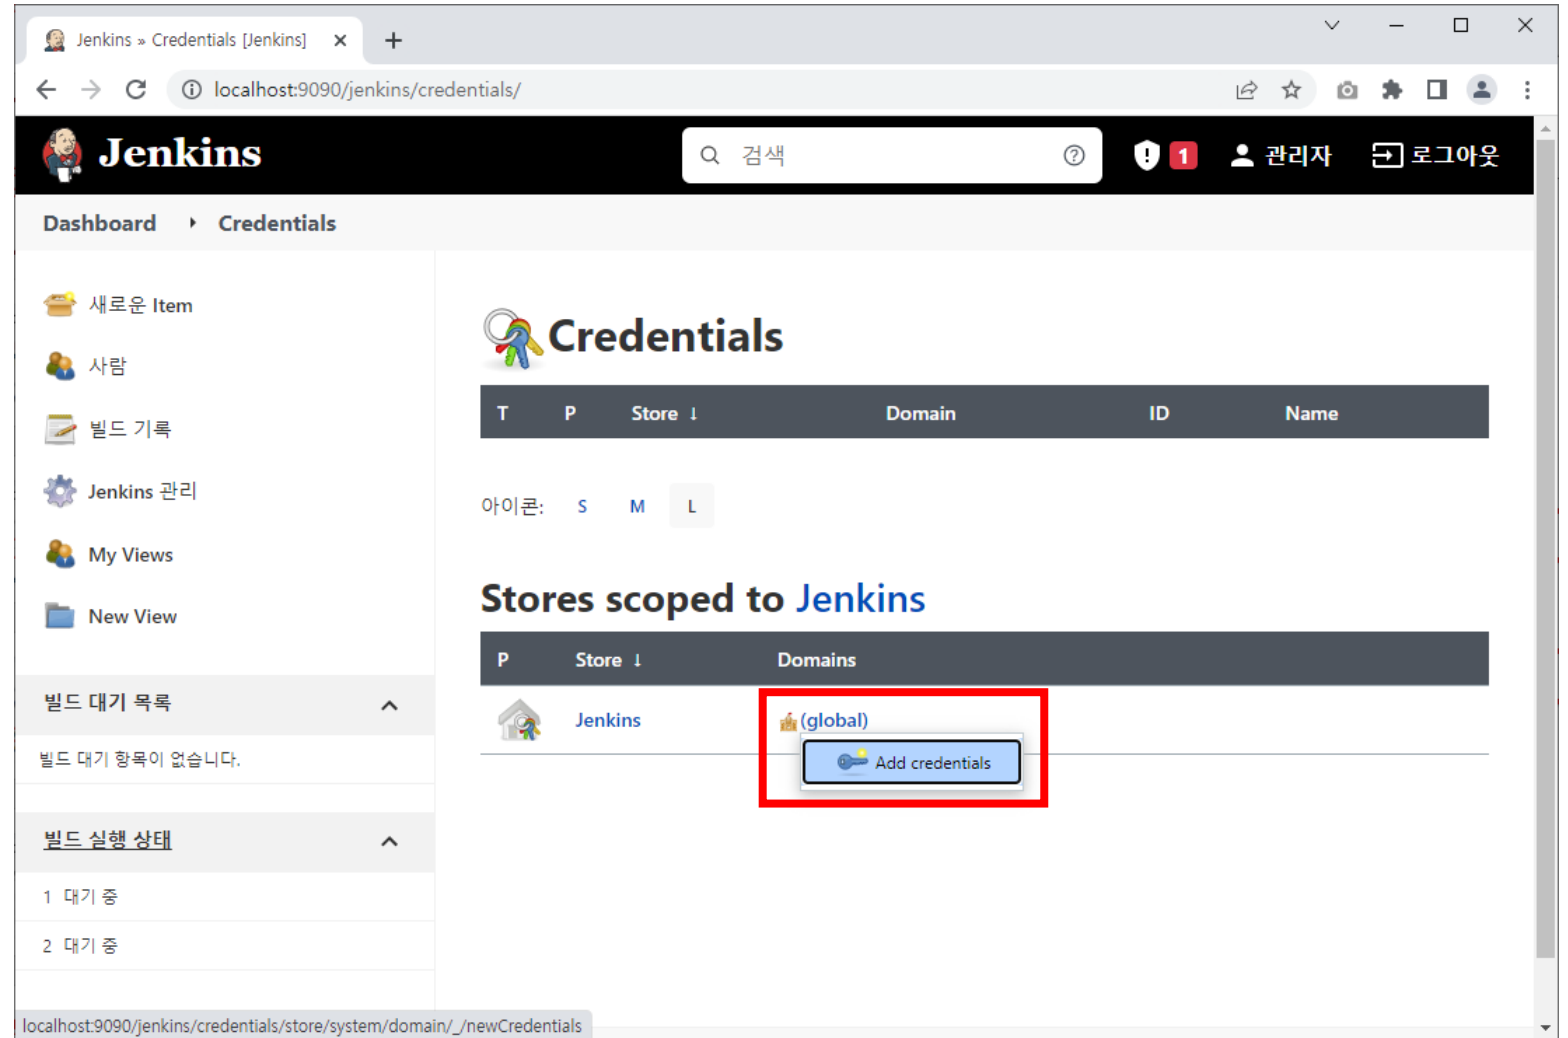 Jenkins » Credentials [Jenkins]
localhost:9090/jenkins/credentials/
Jenkins
검색
1
관리자
로그아웃
Dashboard
Credentials
새로운 Item
사람
빌드 기록
Jenkins 관리
My Views
New View
빌드 대기 목록
빌드 대기 항목이 없습니다.
빌드 실행 상태
1 대기 중
2 대기 중
Credentials
T P Store ↓ Domain ID Name
아이콘: S M L
Stores scoped to Jenkins
P Store ↓ Domains
Jenkins (global)
Add credentials
localhost:9090/jenkins/credentials/store/system/domain/_/newCredentials